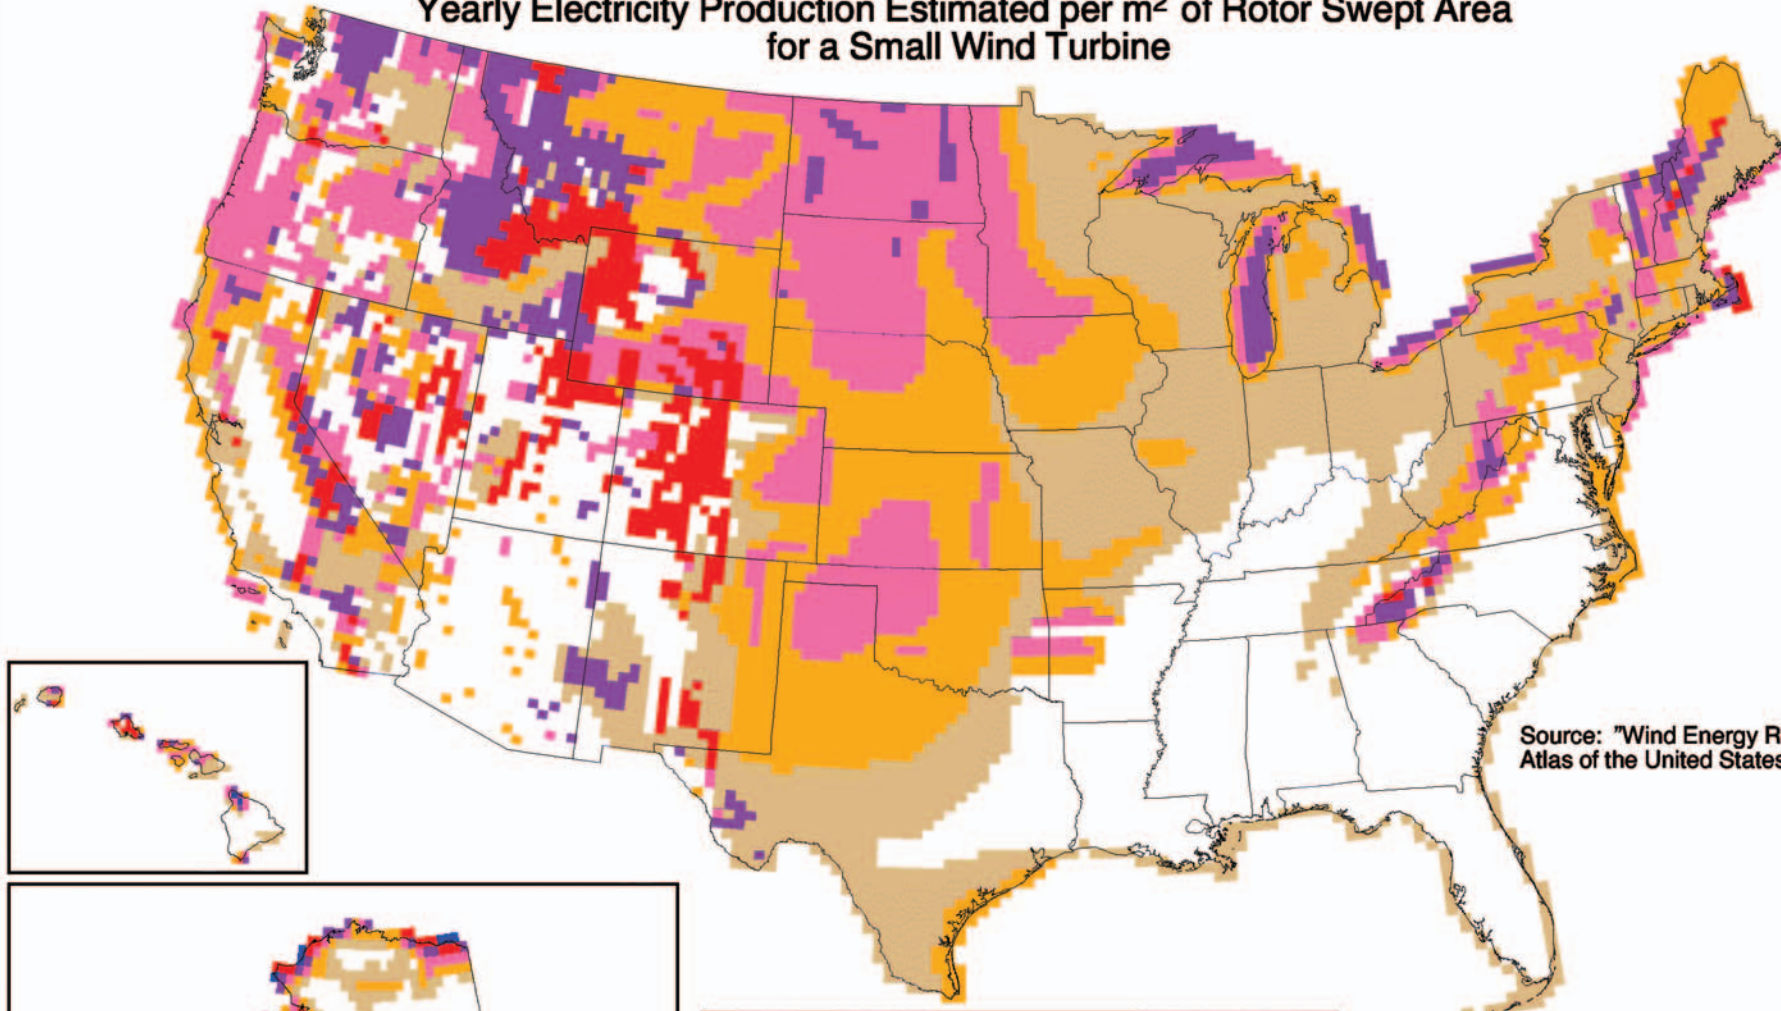 Yearly Electricity Production Estimated per m² of Rotor Swept Area
for a Small Wind Turbine
Source: "Wind Energy R
Atlas of the United States